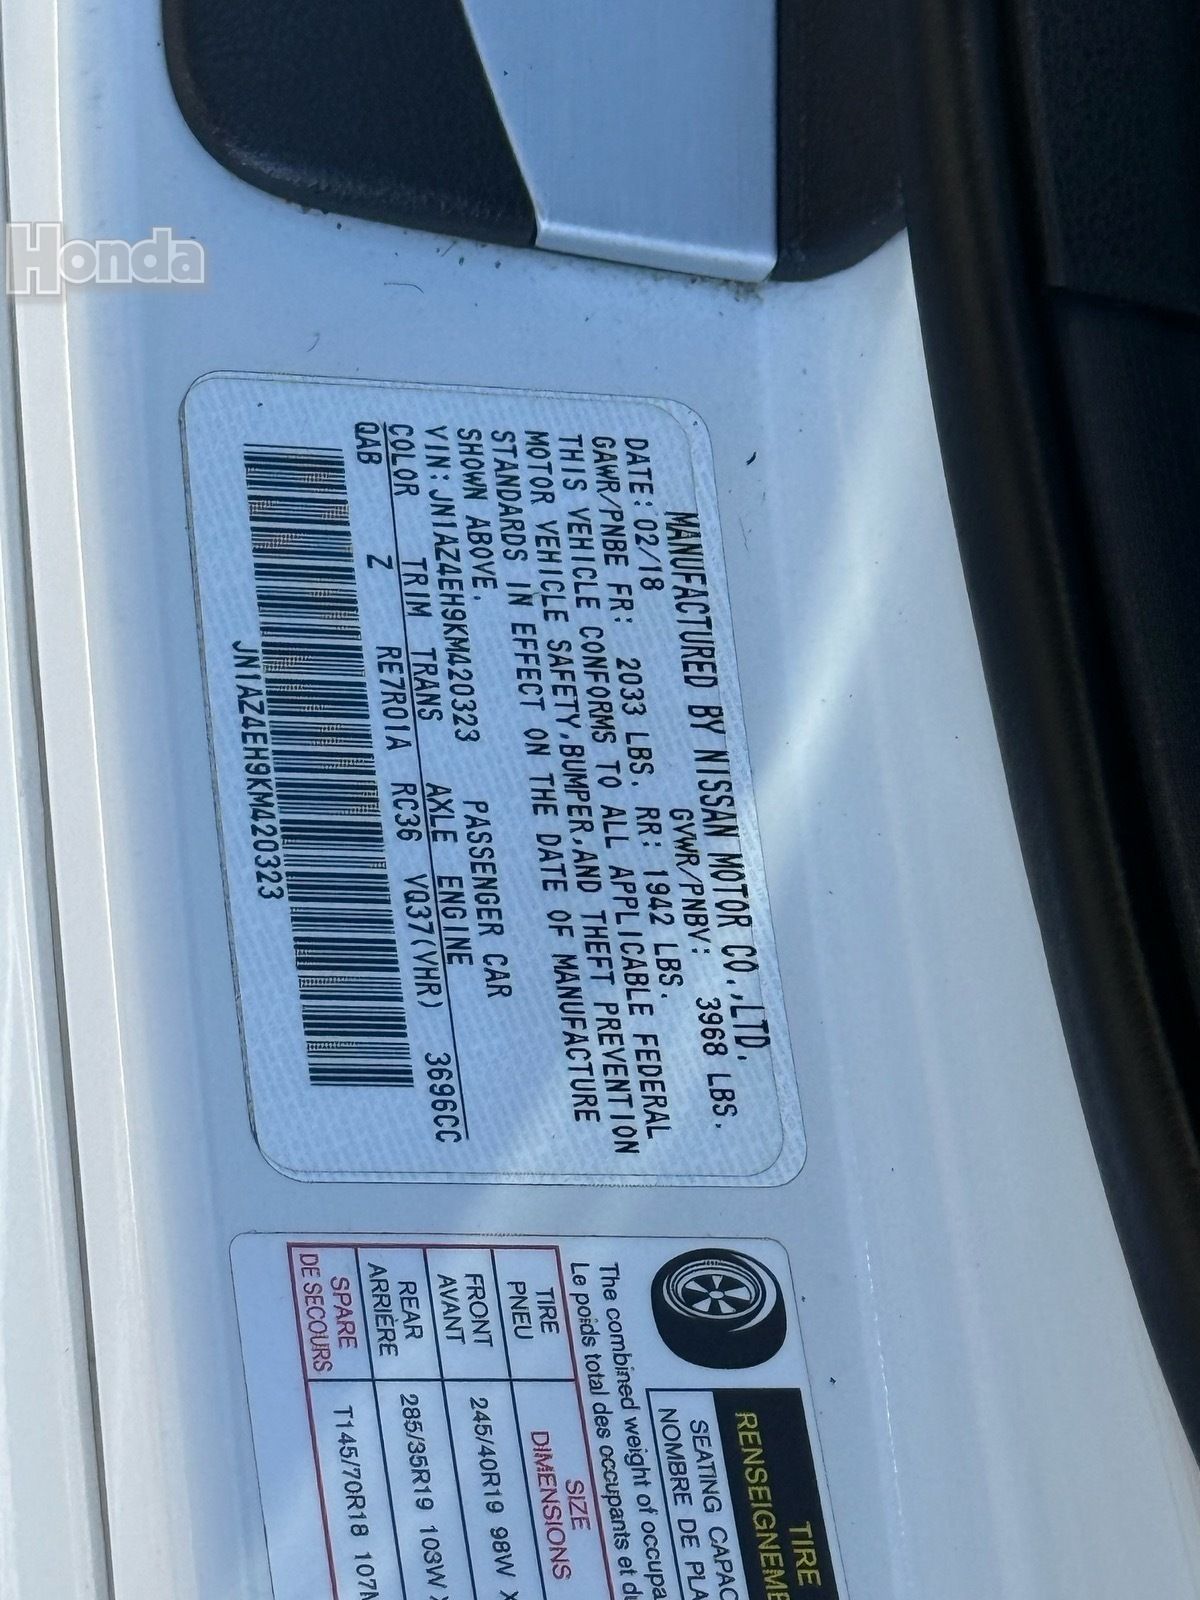 Honda
MANUFACTURED BY NISSAN MOTOR CO.,LTD.
DATE: 02/18 GVWR/PNBV: 3968 LBS.
GAWR/PNBE FR: 2033 LBS. RR: 1942 LBS.
THIS VEHICLE CONFORMS TO ALL APPLICABLE FEDERAL
MOTOR VEHICLE SAFETY,BUMPER,AND THEFT PREVENTION
STANDARDS IN EFFECT ON THE DATE OF MANUFACTURE
SHOWN ABOVE.
VIN:JN1AZ4EH9KM420323 PASSENGER CAR
COLOR TRIM TRANS AXLE ENGINE
QAB Z RE7R01A RC36 VQ37(VHR) 3696CC
JN1AZ4EH9KM420323
TIRE
RENSEIGNEME
SEATING CAPAC
NOMBRE DE PLA
The combined weight of occupa
Le poids total des occupants et du
TIRE SIZE
PNEU DIMENSIONS
FRONT
AVANT 245/40R19 98W X
REAR
ARRIÈRE 285/35R19 103W
SPARE
DE SECOURS T145/70R18 107M